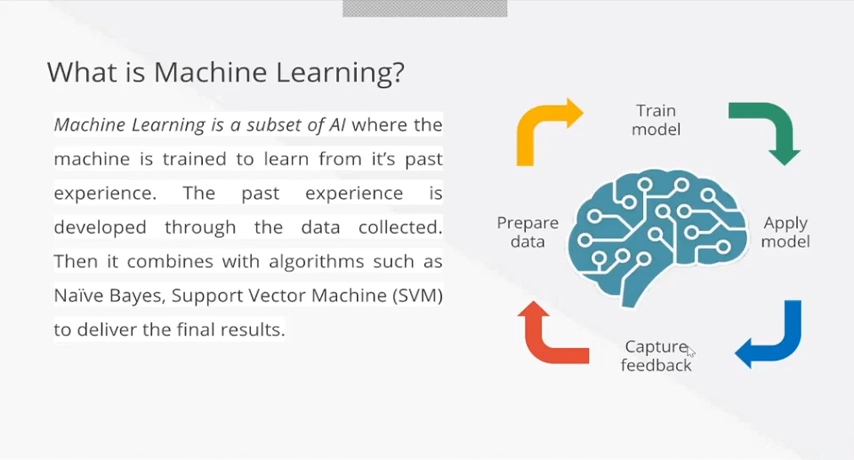 What is Machine Learning?
Machine Learning is a subset of AI where the
machine is trained to learn from it's past
experience. The past experience is
developed through the data collected.
Then it combines with algorithms such as
Naïve Bayes, Support Vector Machine (SVM)
to deliver the final results.
Train
model
Prepare
data
Apply
model
Capture
feedback